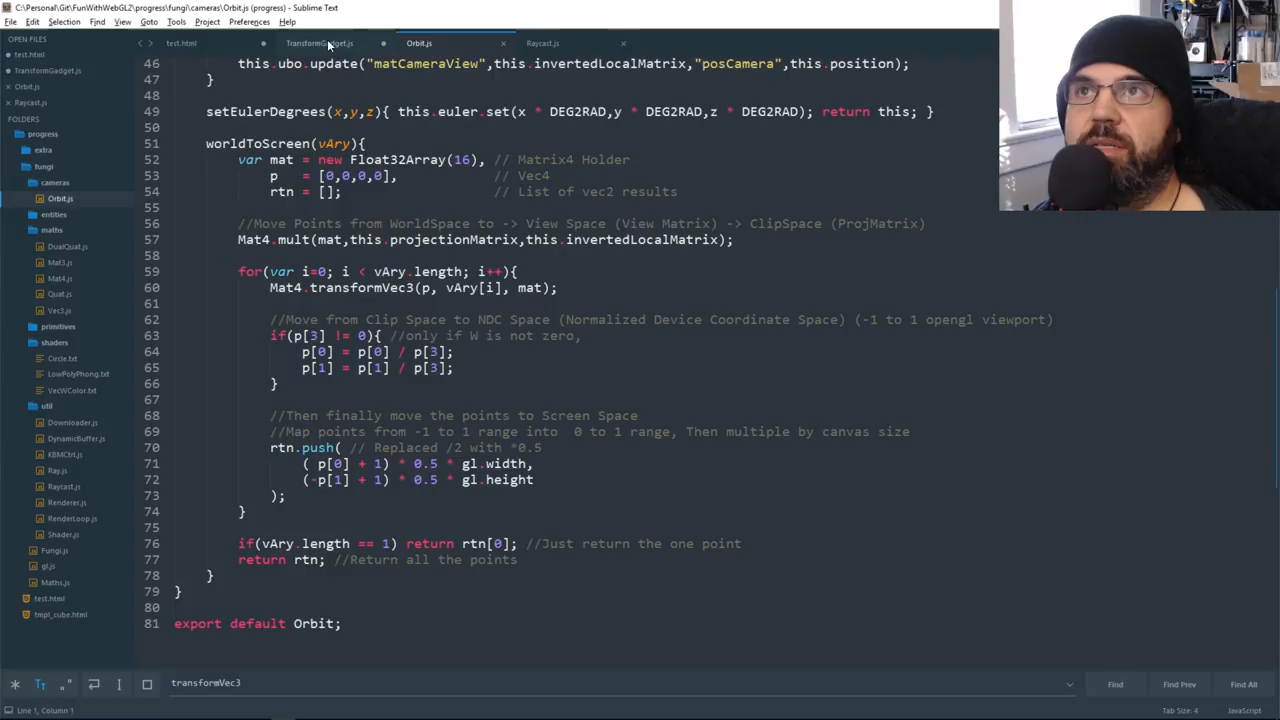 C:\Personal\Git\FunWithWebGL2\progress\fungi\cameras\Orbit.js (progress) - Sublime Text
File Edit Selection Find View Goto Tools Project Preferences Help
OPEN FILES
test.html
TransformGadget.js
Orbit.js
Raycast.js
FOLDERS
progress
extra
fungi
cameras
Orbit.js
entities
maths
DualQuat.js
Mat3.js
Mat4.js
Quat.js
Vec3.js
primitives
shaders
Circle.txt
LowPolyPhong.txt
VecWColor.txt
util
Downloader.js
DynamicBuffer.js
KBMCtrl.js
Ray.js
Raycast.js
Renderer.js
RenderLoop.js
Shader.js
Fungi.js
gl.js
Maths.js
test.html
tmpl_cube.html
test.html TransformGadget.js Orbit.js Raycast.js
46 this.ubo.update("matCameraView",this.invertedLocalMatrix,"posCamera",this.position);
47 }
48
49 setEulerDegrees(x,y,z){ this.euler.set(x * DEG2RAD,y * DEG2RAD,z * DEG2RAD); return this; }
50
51 worldToScreen(vAry){
52 var mat = new Float32Array(16), // Matrix4 Holder
53 p = [0,0,0,0], // Vec4
54 rtn = []; // List of vec2 results
55
56 //Move Points from WorldSpace to -> View Space (View Matrix) -> ClipSpace (ProjMatrix)
57 Mat4.mult(mat,this.projectionMatrix,this.invertedLocalMatrix);
58
59 for(var i=0; i < vAry.length; i++){
60 Mat4.transformVec3(p, vAry[i], mat);
61
62 //Move from Clip Space to NDC Space (Normalized Device Coordinate Space) (-1 to 1 opengl viewport)
63 if(p[3] != 0){ //only if W is not zero,
64 p[0] = p[0] / p[3];
65 p[1] = p[1] / p[3];
66 }
67
68 //Then finally move the points to Screen Space
69 //Map points from -1 to 1 range into  0 to 1 range, Then multiple by canvas size
70 rtn.push( // Replaced /2 with *0.5
71 ( p[0] + 1) * 0.5 * gl.width,
72 (-p[1] + 1) * 0.5 * gl.height
73 );
74 }
75
76 if(vAry.length == 1) return rtn[0]; //Just return the one point
77 return rtn; //Return all the points
78 }
79 }
80
81 export default Orbit;
transformVec3 Find Find Prev Find All
Line 1, Column 1 Tab Size: 4 JavaScript